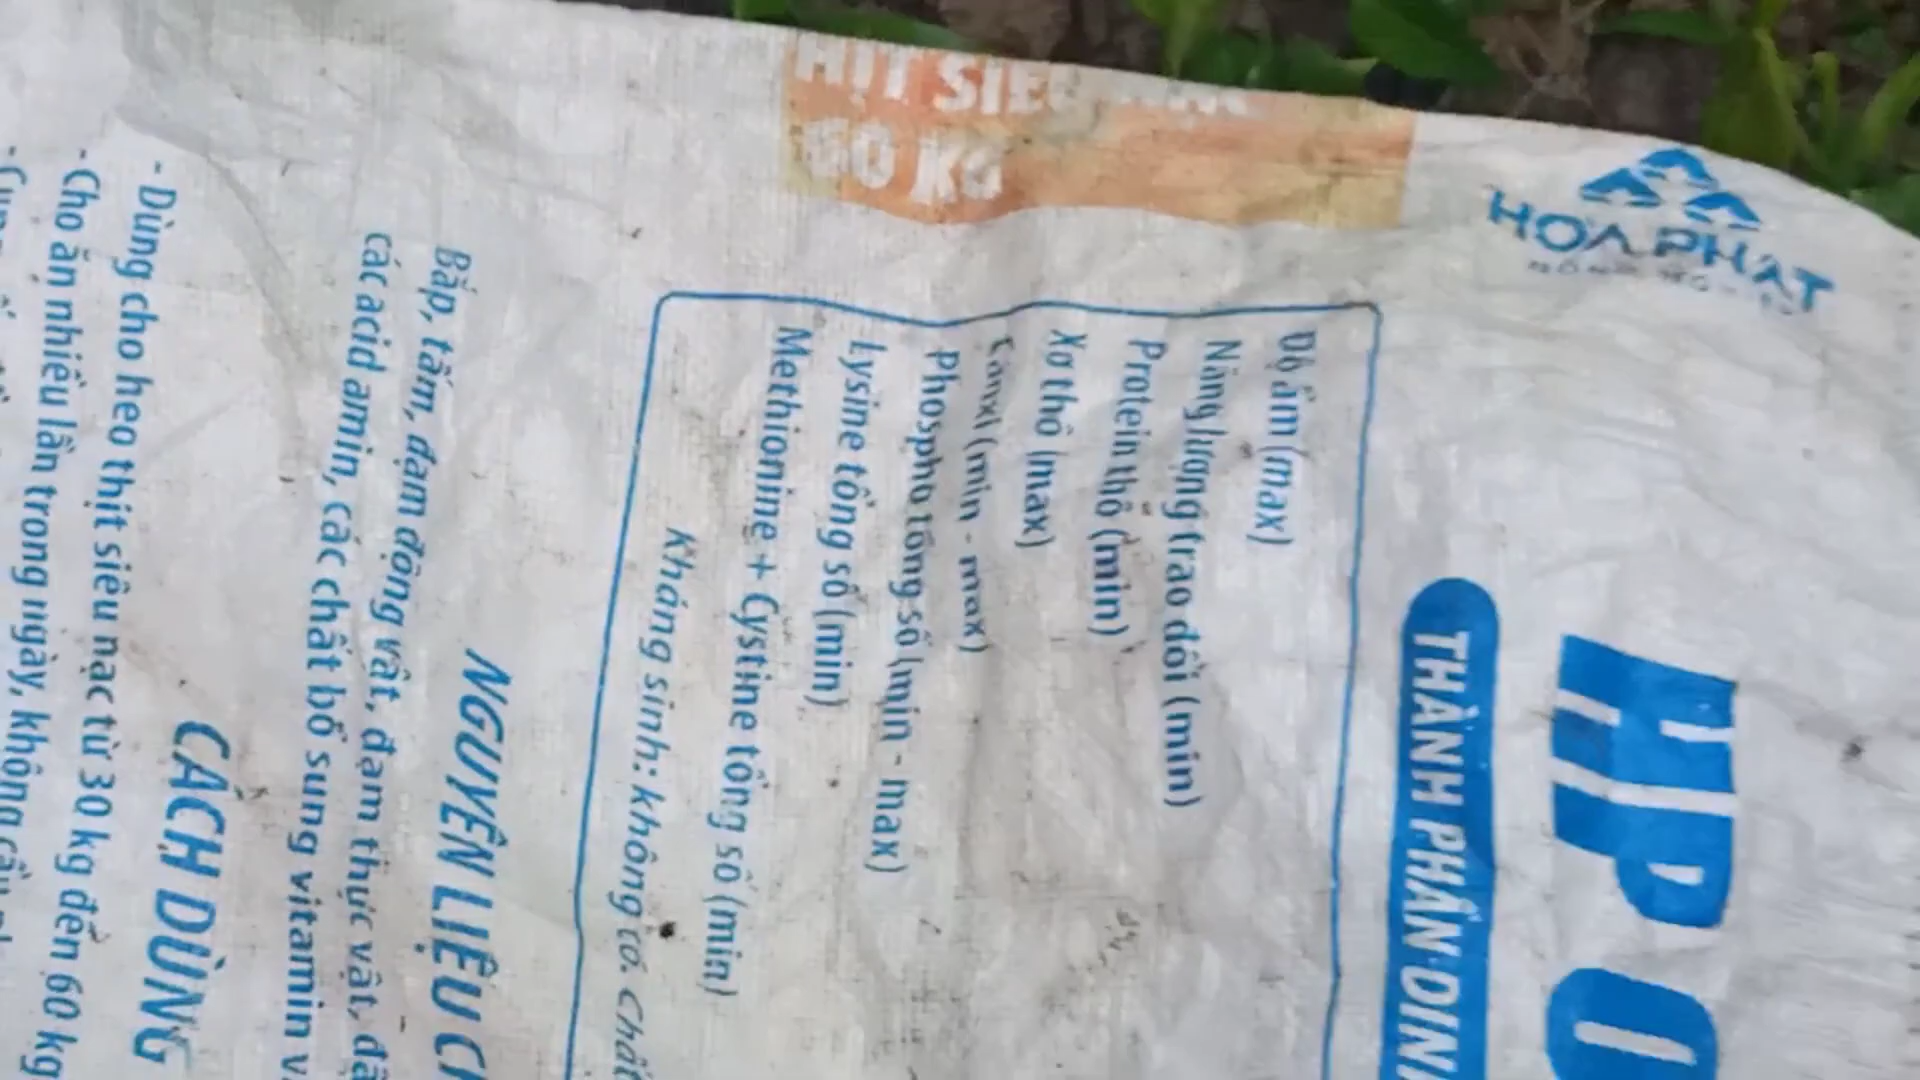 HÒA PHÁT
60 KG
HP 0
THÀNH PHẦN DINH
Độ ẩm (max)
Năng lượng trao đổi (min)
Protein thô (min)
Xơ thô (max)
Canxi (min - max)
Phospho tổng số (min - max)
Lysine tổng số (min)
Methionine + Cystine tổng số (min)
Kháng sinh: không có. Chất
NGUYÊN LIỆU
Bắp, tấm, đạm động vật, đạm thực vật,
các acid amin, các chất bổ sung vitamin
CÁCH DÙNG
- Dùng cho heo thịt siêu nạc từ 30 kg đến 60 kg
- Cho ăn nhiều lần trong ngày, không